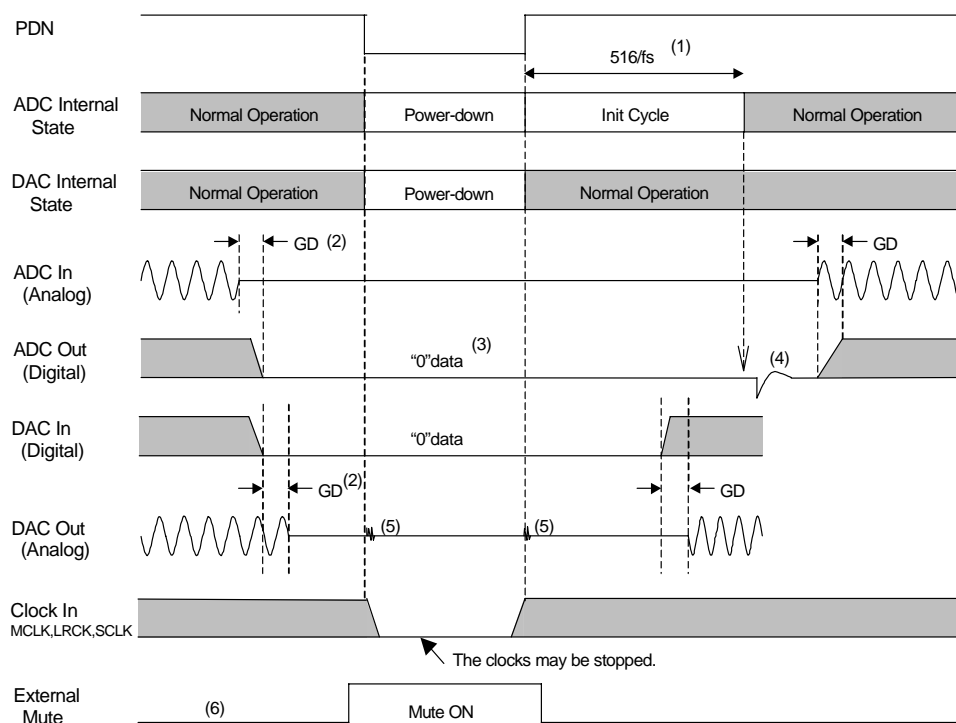 PDN
516/fs (1)
ADC Internal
State
Normal Operation
Power-down
Init Cycle
Normal Operation
DAC Internal
State
Normal Operation
Power-down
Normal Operation
GD (2)
GD
ADC In
(Analog)
ADC Out
(Digital)
“0”data (3)
(4)
DAC In
(Digital)
“0”data
GD (2)
GD
DAC Out
(Analog)
(5)
(5)
Clock In
MCLK,LRCK,SCLK
The clocks may be stopped.
External
Mute
(6)
Mute ON